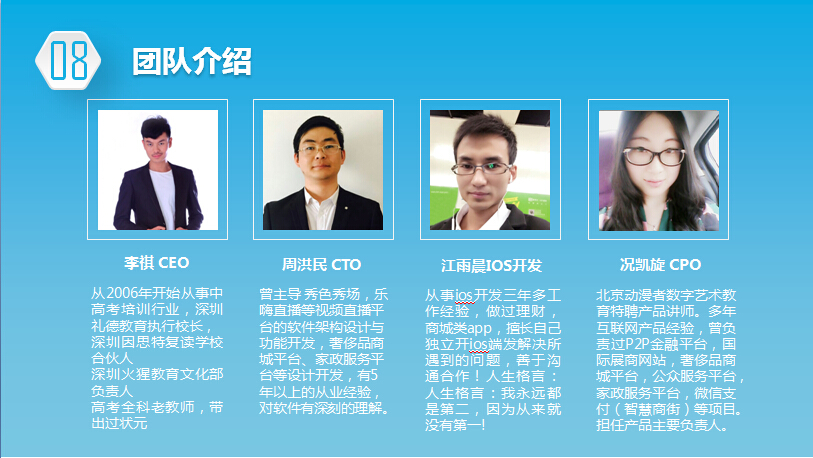 08
团队介绍
李祺 CEO
从2006年开始从事中
高考培训行业，深圳
礼德教育执行校长，
深圳因思特复读学校
合伙人
深圳火猩教育文化部
负责人
高考全科老教师，带
出过状元
周洪民 CTO
曾主导 秀色秀场，乐
嗨直播等视频直播平
台的软件架构设计与
功能开发，奢侈品商
城平台、家政服务平
台等设计开发，有5
年以上的从业经验，
对软件有深刻的理解。
江雨晨IOS开发
从事ios开发三年多工
作经验，做过理财，
商城类app，擅长自己
独立开ios端发解决所
遇到的问题，善于沟
通合作！人生格言：
人生格言：我永远都
是第二，因为从来就
没有第一!
况凯旋 CPO
北京动漫者数字艺术教
育特聘产品讲师。多年
互联网产品经验，曾负
责过P2P金融平台，国
际展商网站，奢侈品商
城平台，公众服务平台，
家政服务平台，微信支
付（智慧商街）等项目。
担任产品主要负责人。